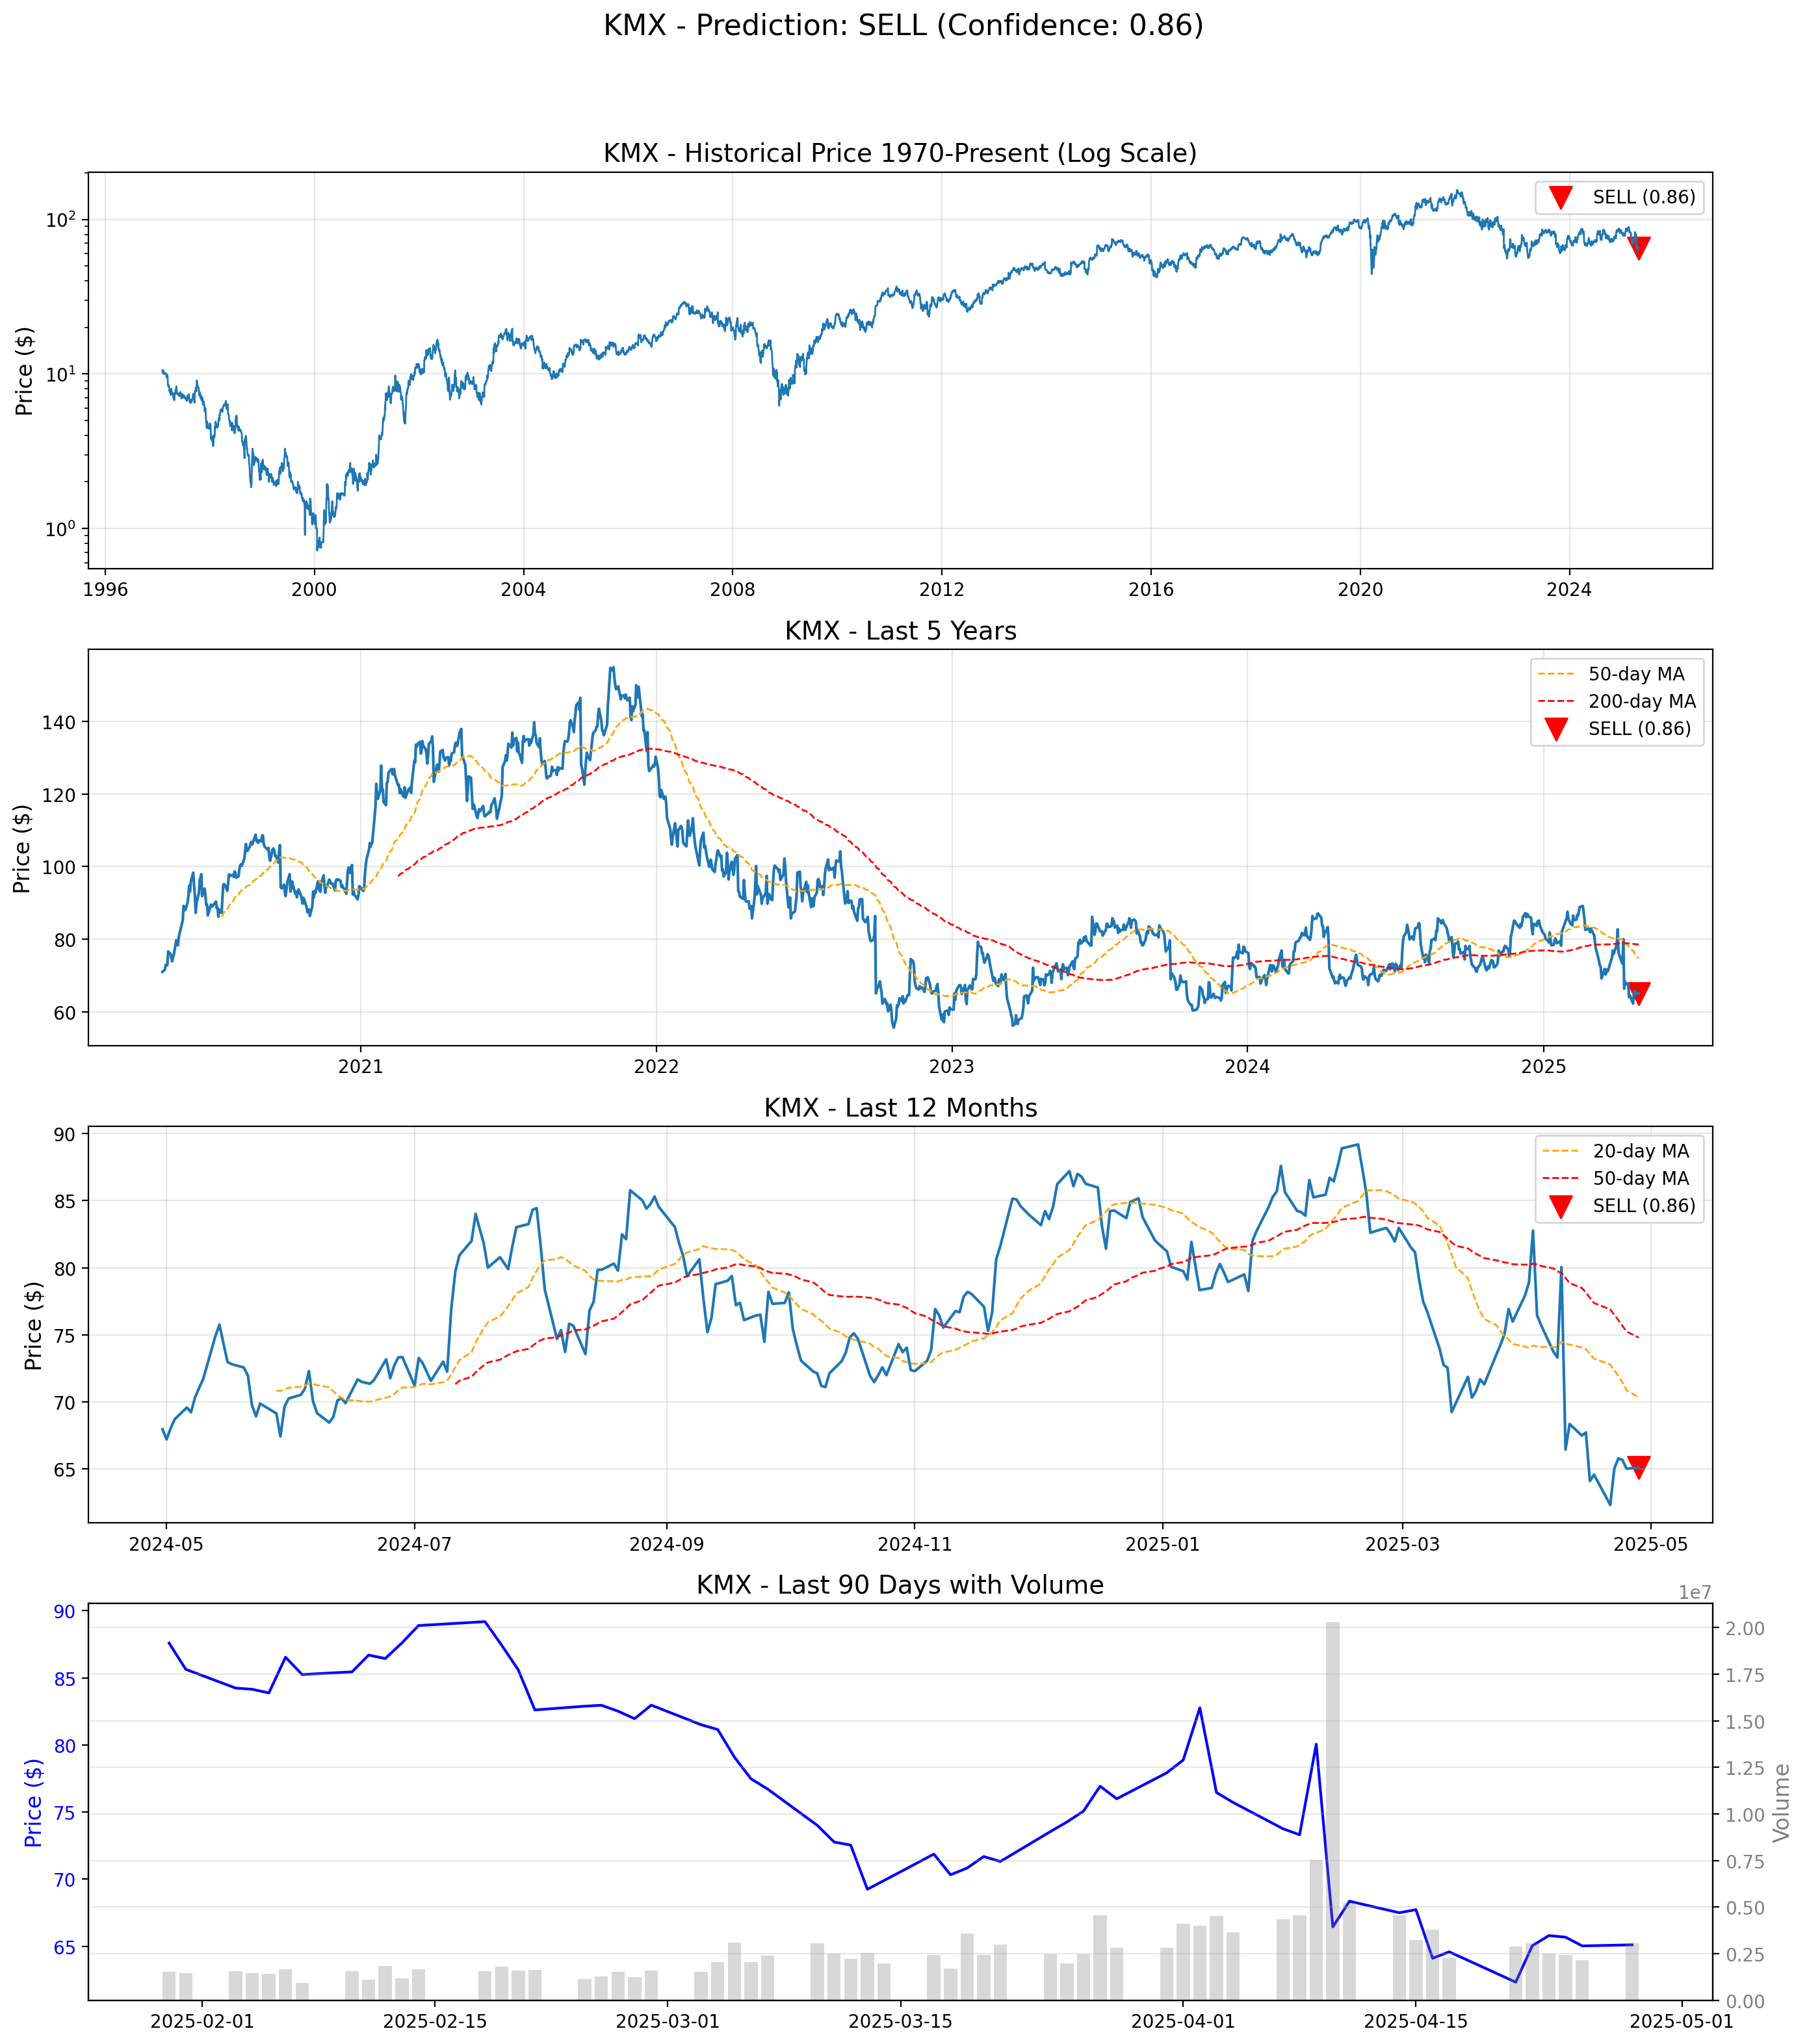 KMX - Prediction: SELL (Confidence: 0.86)
KMX - Historical Price 1970-Present (Log Scale)
Price ($)
10²
10¹
10⁰
SELL (0.86)
1996 2000 2004 2008 2012 2016 2020 2024
KMX - Last 5 Years
Price ($)
140
120
100
80
60
50-day MA
200-day MA
SELL (0.86)
2021 2022 2023 2024 2025
KMX - Last 12 Months
Price ($)
90
85
80
75
70
65
20-day MA
50-day MA
SELL (0.86)
2024-05 2024-07 2024-09 2024-11 2025-01 2025-03 2025-05
KMX - Last 90 Days with Volume
1e7
Price ($)
90
85
80
75
70
65
2.00
1.75
1.50
1.25
1.00
0.75
0.50
0.25
0.00
Volume
2025-02-01 2025-02-15 2025-03-01 2025-03-15 2025-04-01 2025-04-15 2025-05-01